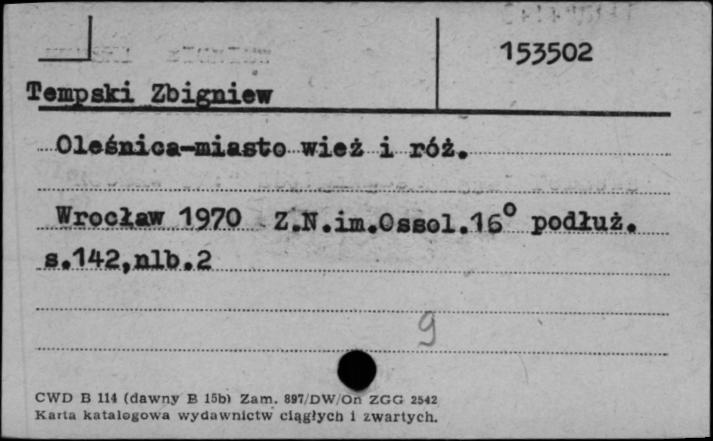 153502
Tempski Zbigniew
Oleśnica-miasto wież i róż.
Wrocław 1970 Z.N.im.Ossol.16° podłuż.
s.142,nlb.2
9
CWD B 114 (dawny B 15b) Zam. 897/DW/On ZGG 2542
Karta katalogowa wydawnictw ciągłych i zwartych.